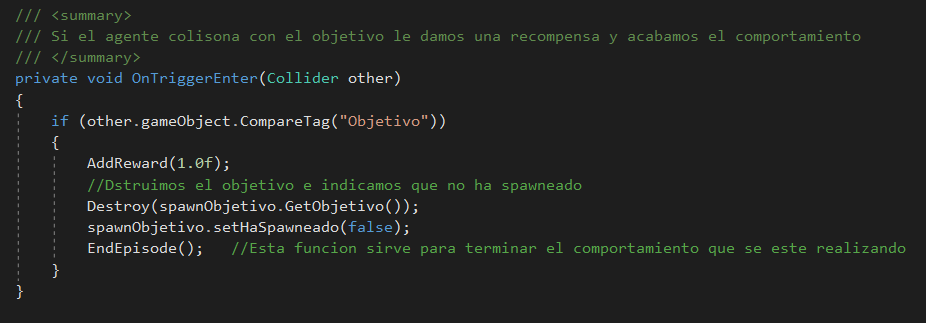 /// <summary>
/// Si el agente colisona con el objetivo le damos una recompensa y acabamos el comportamiento
/// </summary>
private void OnTriggerEnter(Collider other)
{
if (other.gameObject.CompareTag("Objetivo"))
{
AddReward(1.0f);
//Dstruimos el objetivo e indicamos que no ha spawneado
Destroy(spawnObjetivo.GetObjetivo());
spawnObjetivo.setHaSpawneado(false);
EndEpisode();   //Esta funcion sirve para terminar el comportamiento que se este realizando
}
}